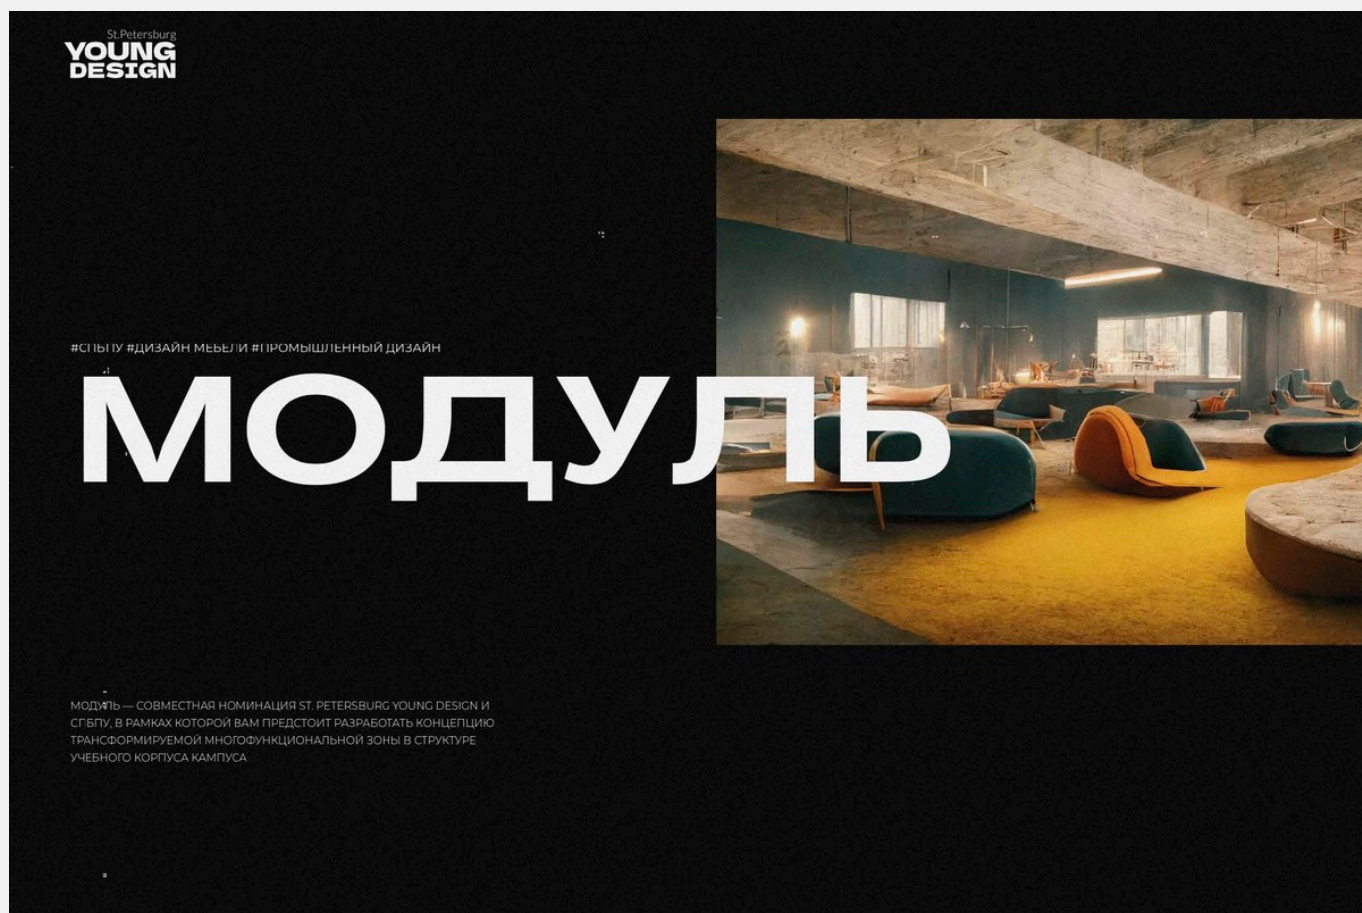 St.Petersburg
YOUNG
DESIGN
#СПБПУ #ДИЗАЙН МЕБЕЛИ #ПРОМЫШЛЕННЫЙ ДИЗАЙН
МОДУЛЬ
МОДУЛЬ — СОВМЕСТНАЯ НОМИНАЦИЯ ST. PETERSBURG YOUNG DESIGN И
СПБПУ, В РАМКАХ КОТОРОЙ ВАМ ПРЕДСТОИТ РАЗРАБОТАТЬ КОНЦЕПЦИЮ
ТРАНСФОРМИРУЕМОЙ МНОГОФУНКЦИОНАЛЬНОЙ ЗОНЫ В СТРУКТУРЕ
УЧЕБНОГО КОРПУСА КАМПУСА